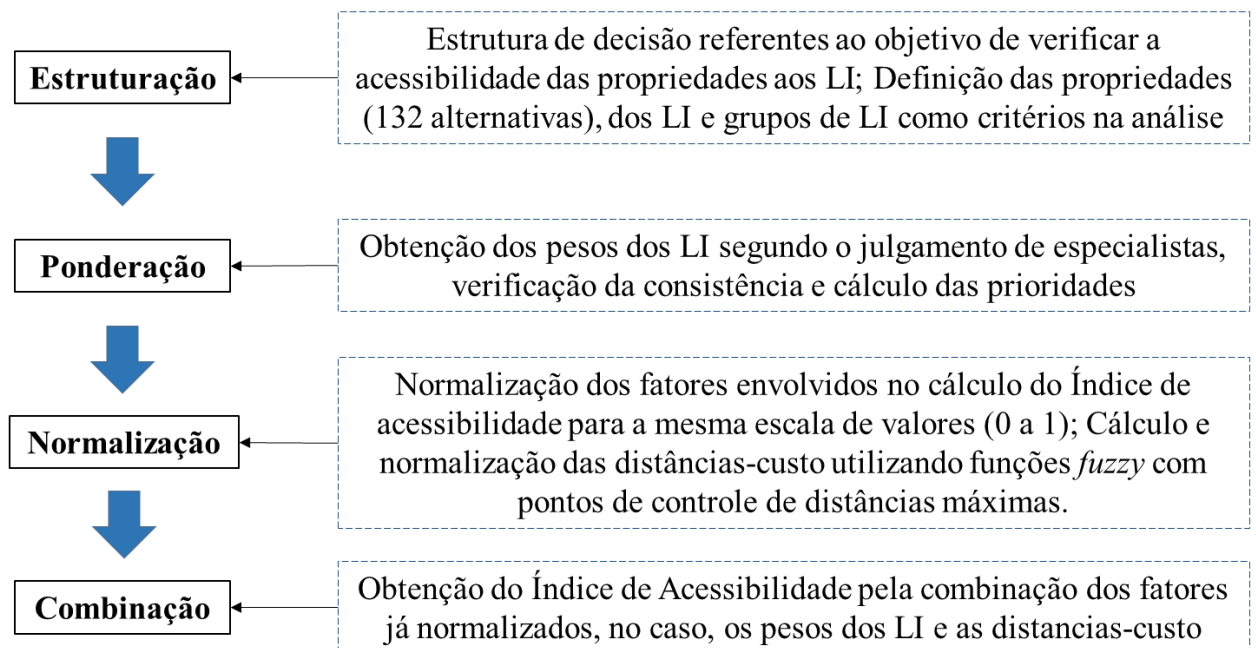 Estrutura de decisão referentes ao objetivo de verificar a
Estruturação
acessibilidade das propriedades aos LI; Definição das propriedades
(132 alternativas), dos LI e grupos de LI como critérios na análise
Ponderação
Obtenção dos pesos dos LI segundo o julgamento de especialistas,
verificação da consistência e cálculo das prioridades
Normalização
Normalização dos fatores envolvidos no cálculo do Índice de
acessibilidade para a mesma escala de valores (0 a 1); Cálculo e
normalização das distâncias-custo utilizando funções fuzzy com
pontos de controle de distâncias máximas.
Combinação
Obtenção do Índice de Acessibilidade pela combinação dos fatores
já normalizados, no caso, os pesos dos LI e as distancias-custo